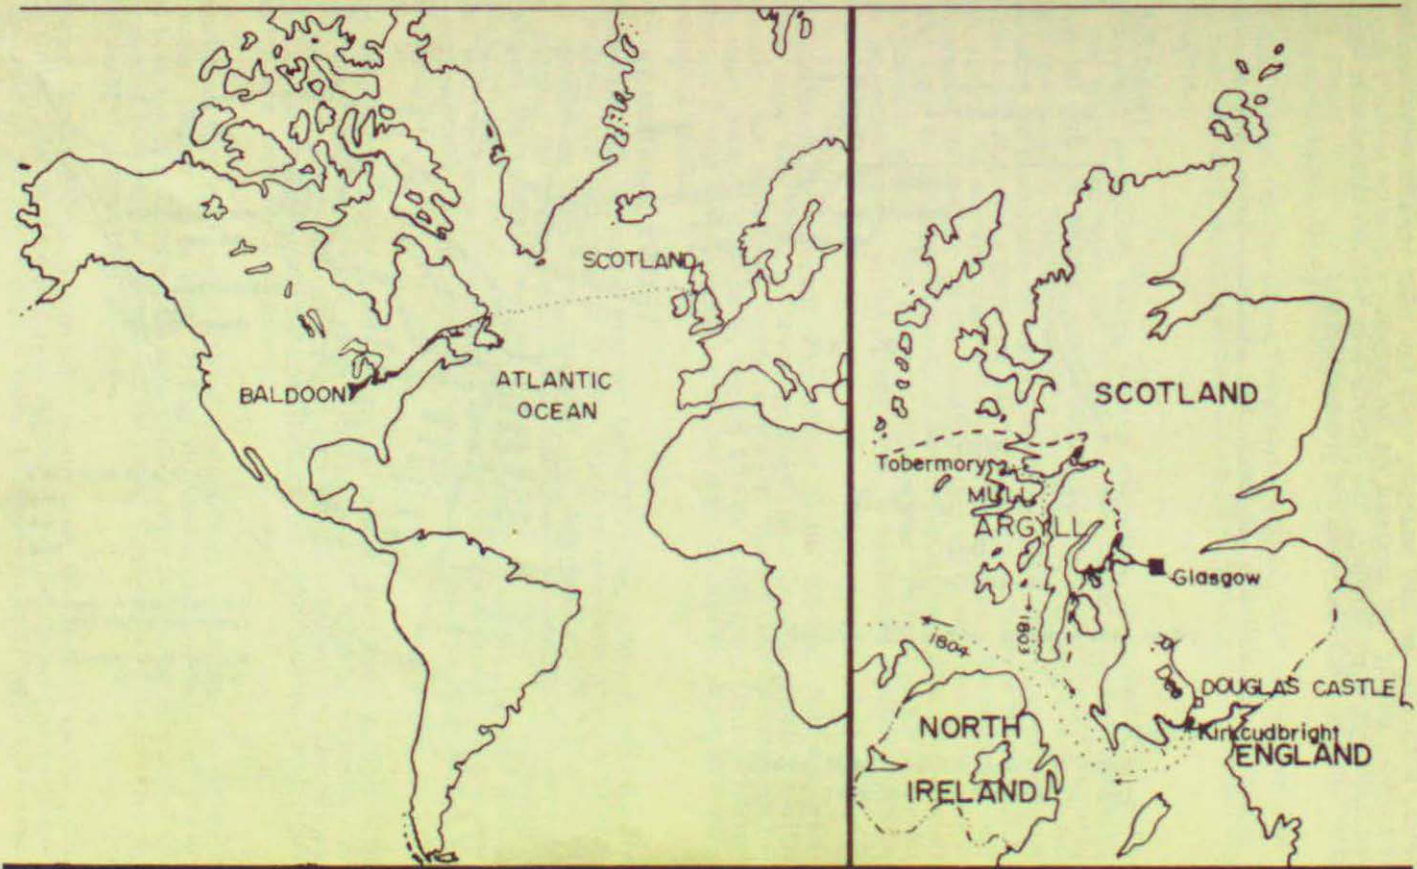 SCOTLAND
BALDOON
ATLANTIC
OCEAN
SCOTLAND
Tobermory
MULL
ARGYLL
Glasgow
1803
1804
DOUGLAS CASTLE
Kirkcudbright
NORTH
ENGLAND
IRELAND